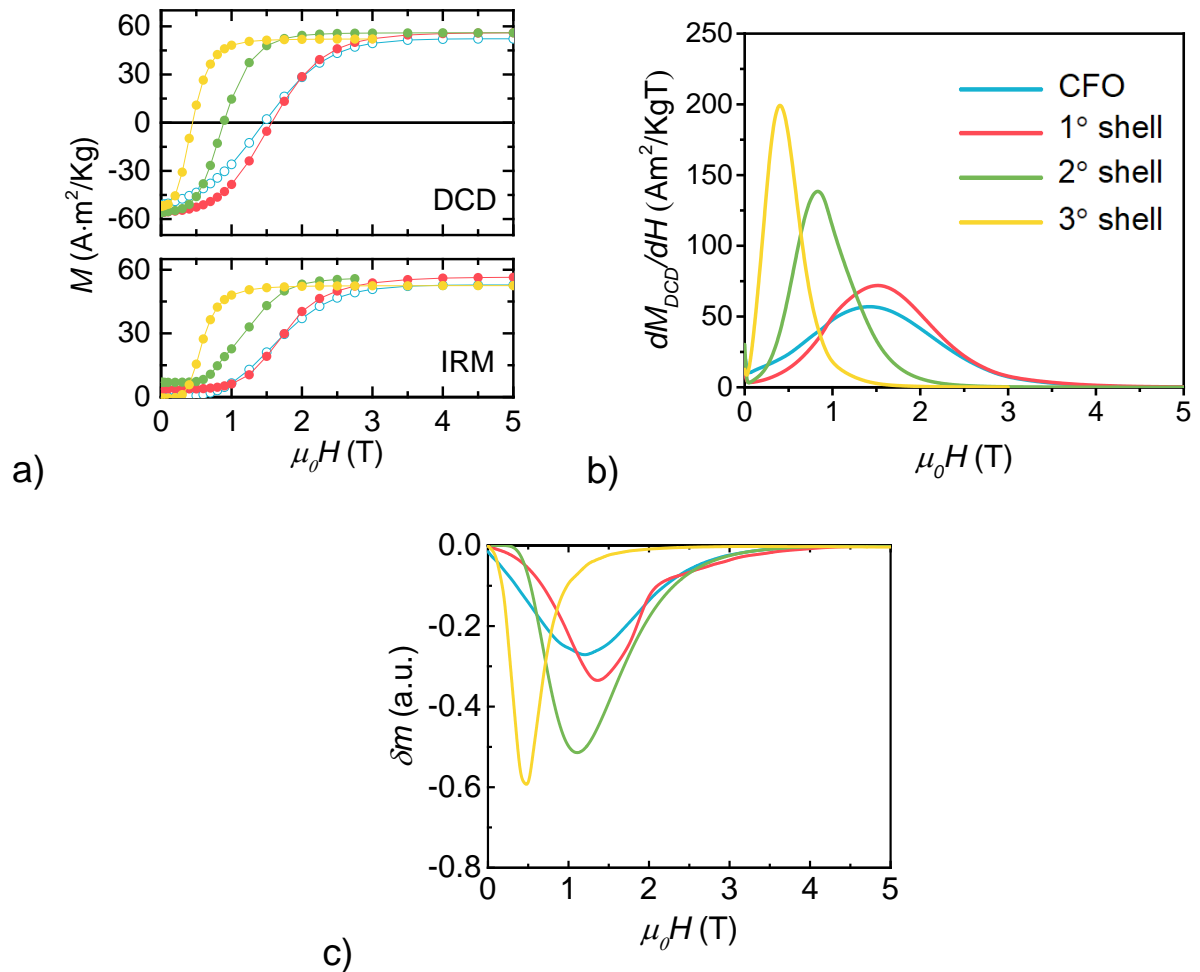 60
30
0
-30
-60
DCD
60
30
0
IRM
M (A·m²/Kg)
0 1 2 3 4 5
μ₀H (T)
a)
250
200
150
100
50
0
dM_DCD/dH (Am²/KgT)
CFO
1° shell
2° shell
3° shell
0 1 2 3 4 5
μ₀H (T)
b)
0.0
-0.2
-0.4
-0.6
-0.8
δm (a.u.)
0 1 2 3 4 5
μ₀H (T)
c)